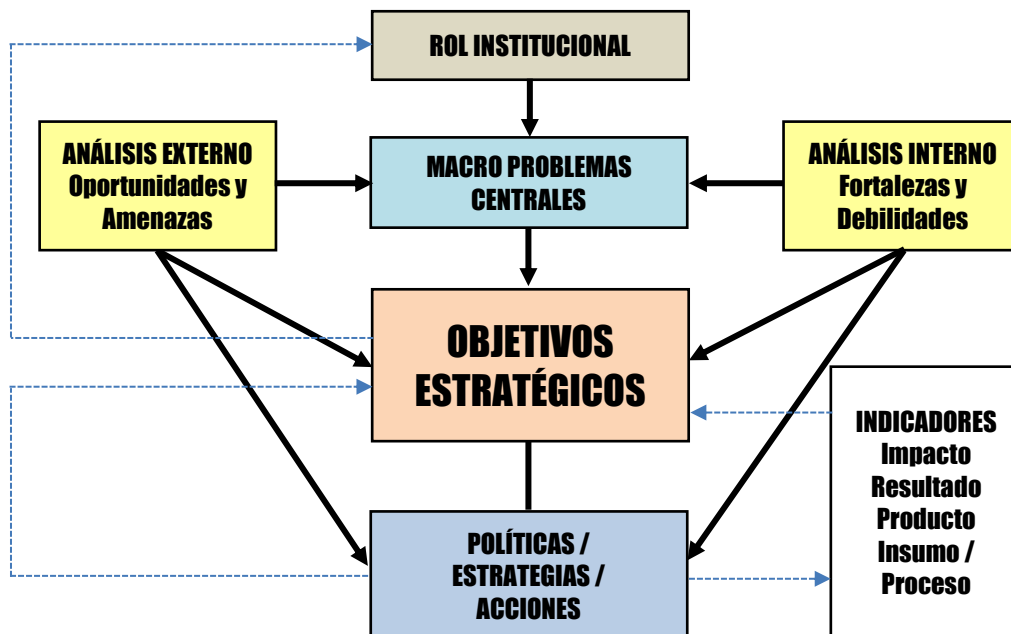 ROL INSTITUCIONAL
ANÁLISIS EXTERNO
Oportunidades y
Amenazas
MACRO PROBLEMAS
CENTRALES
ANÁLISIS INTERNO
Fortalezas y
Debilidades
OBJETIVOS
ESTRATÉGICOS
INDICADORES
Impacto
Resultado
Producto
Insumo /
Proceso
POLÍTICAS /
ESTRATEGIAS /
ACCIONES